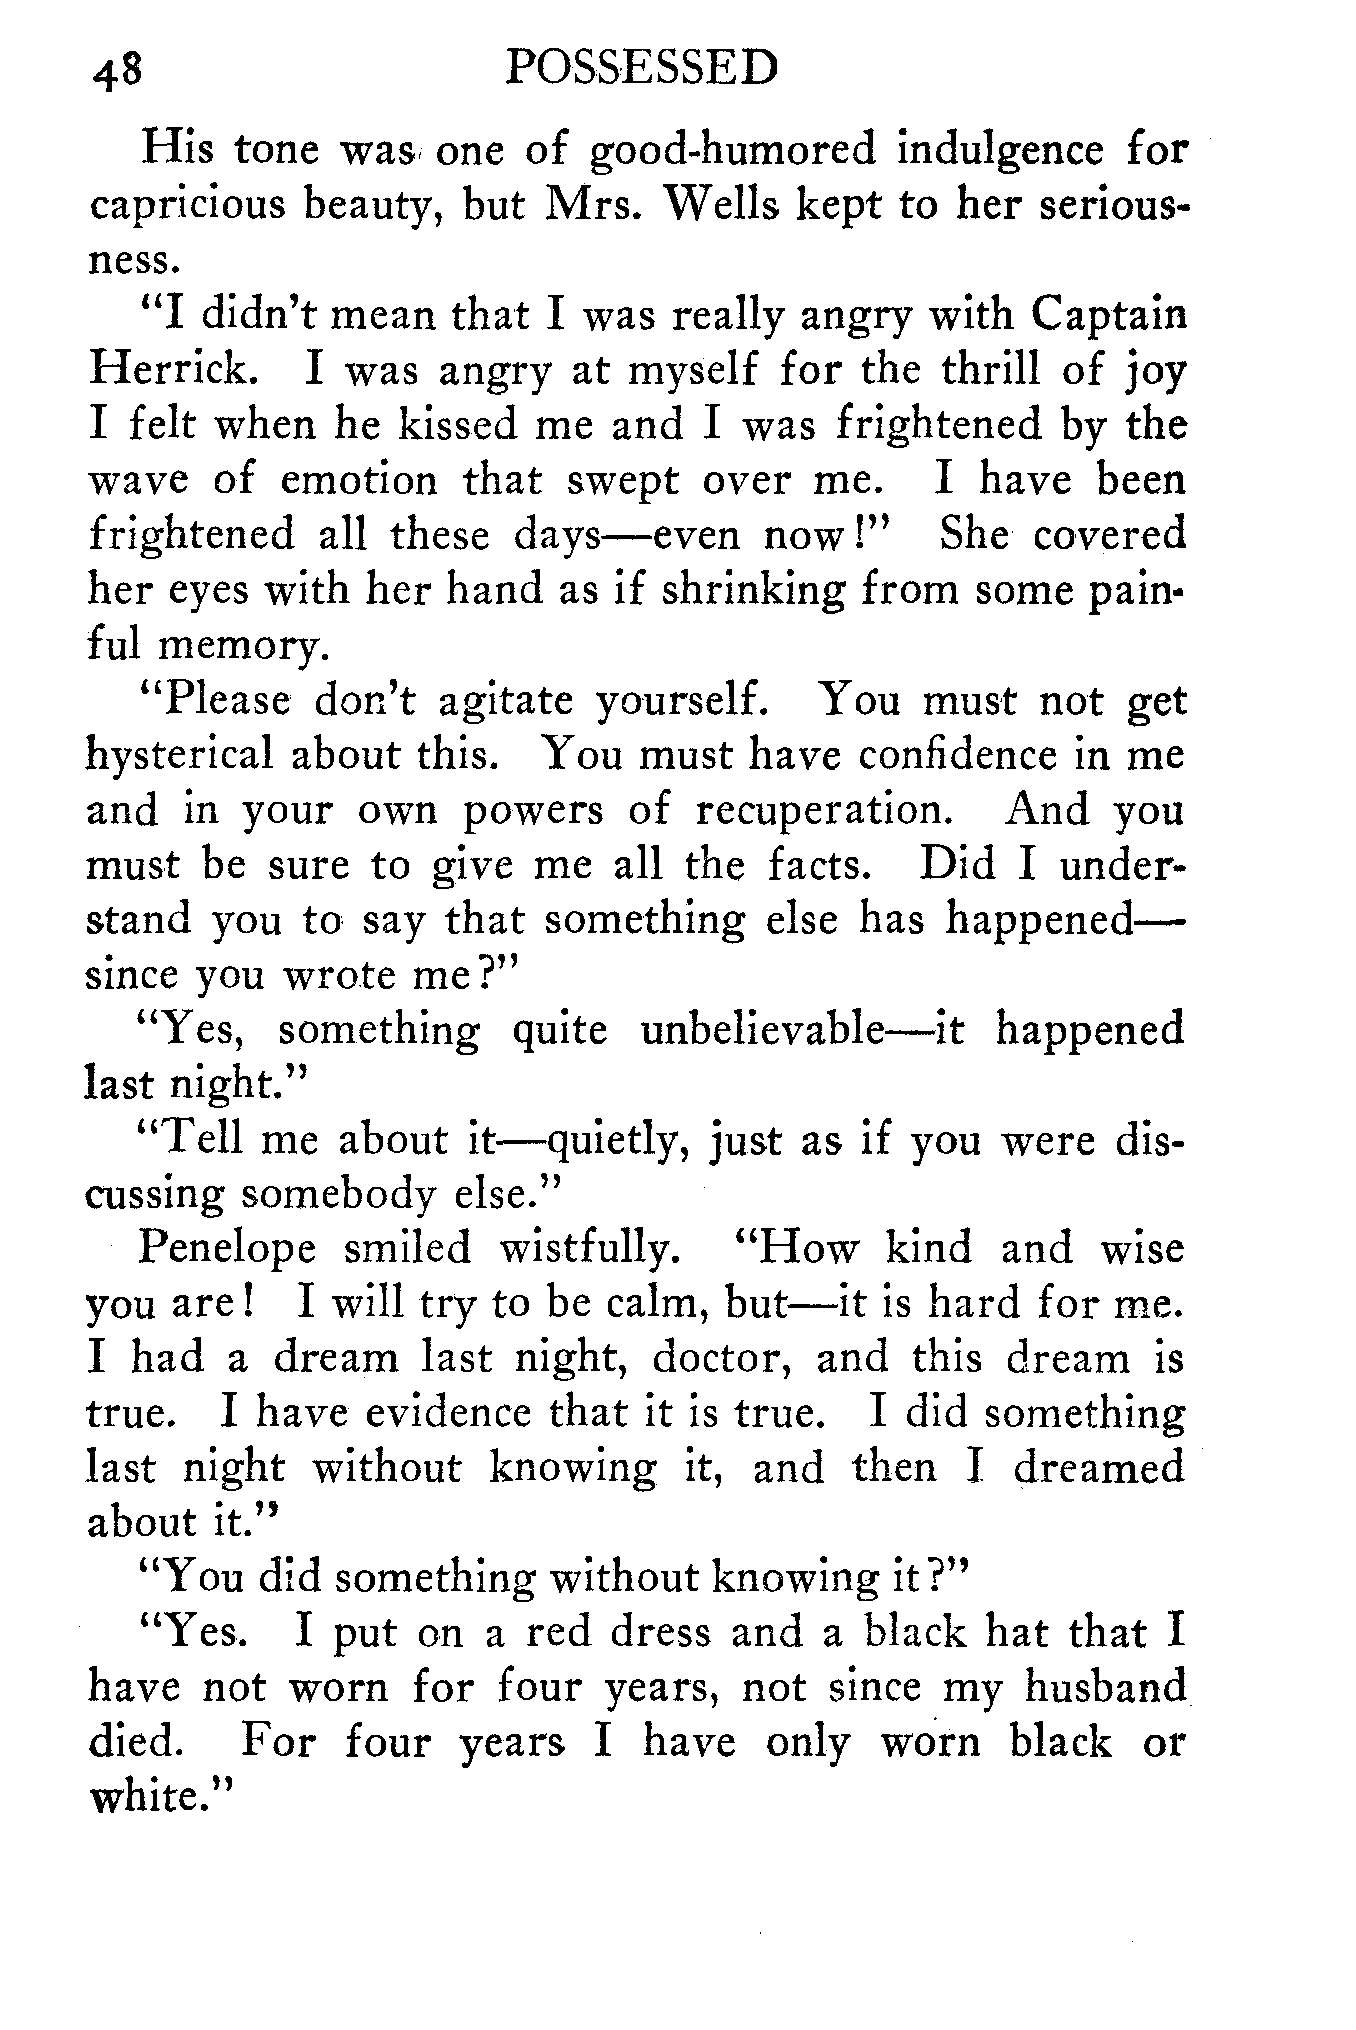 48 POSSESSED
His tone was one of good-humored indulgence for
capricious beauty, but Mrs. Wells kept to her serious-
ness.
“I didn’t mean that I was really angry with Captain
Herrick. I was angry at myself for the thrill of joy
I felt when he kissed me and I was frightened by the
wave of emotion that swept over me. I have been
frightened all these days—even now!” She covered
her eyes with her hand as if shrinking from some pain-
ful memory.
“Please don’t agitate yourself. You must not get
hysterical about this. You must have confidence in me
and in your own powers of recuperation. And you
must be sure to give me all the facts. Did I under-
stand you to say that something else has happened—
since you wrote me?”
“Yes, something quite unbelievable—it happened
last night.”
“Tell me about it—quietly, just as if you were dis-
cussing somebody else.”
Penelope smiled wistfully. “How kind and wise
you are! I will try to be calm, but—it is hard for me.
I had a dream last night, doctor, and this dream is
true. I have evidence that it is true. I did something
last night without knowing it, and then I dreamed
about it.”
“You did something without knowing it?”
“Yes. I put on a red dress and a black hat that I
have not worn for four years, not since my husband
died. For four years I have only worn black or
white.”